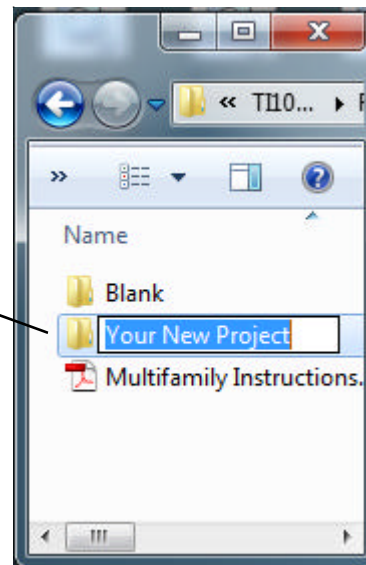 « TI10... ▸ F
»
Name
Blank
Your New Project
Multifamily Instructions.